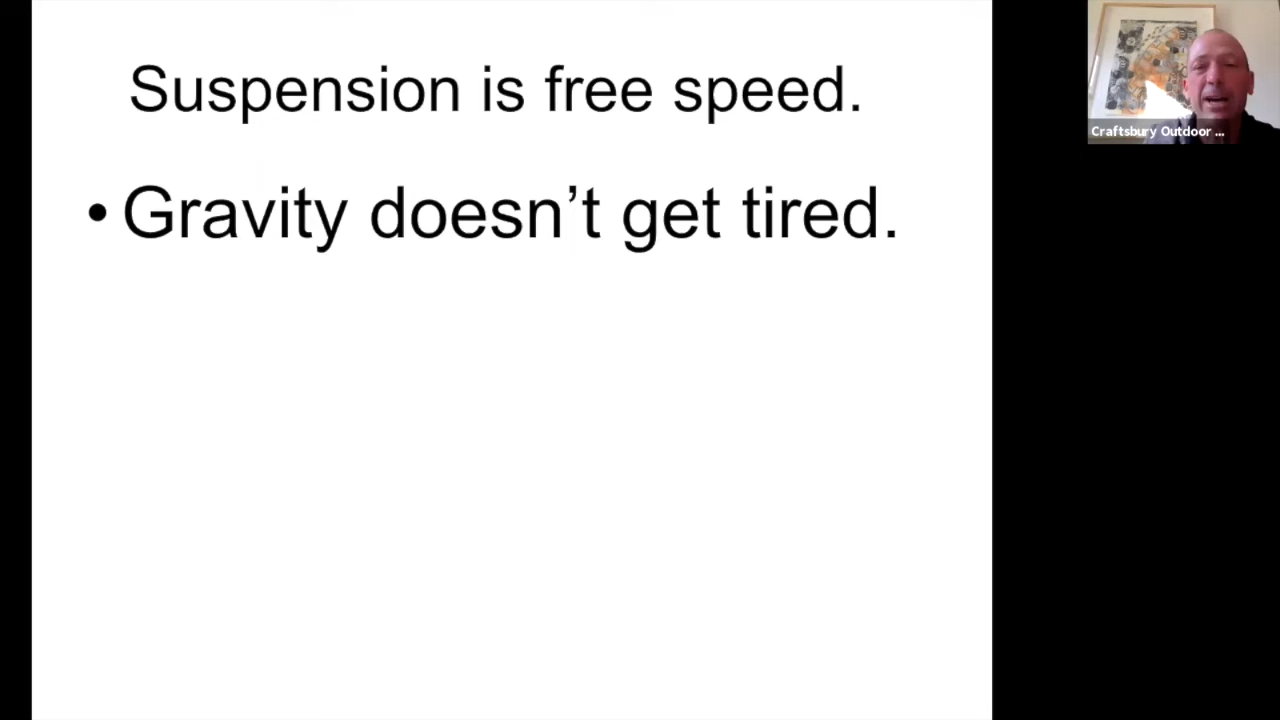 Suspension is free speed.
• Gravity doesn’t get tired.
Craftsbury Outdoor ...